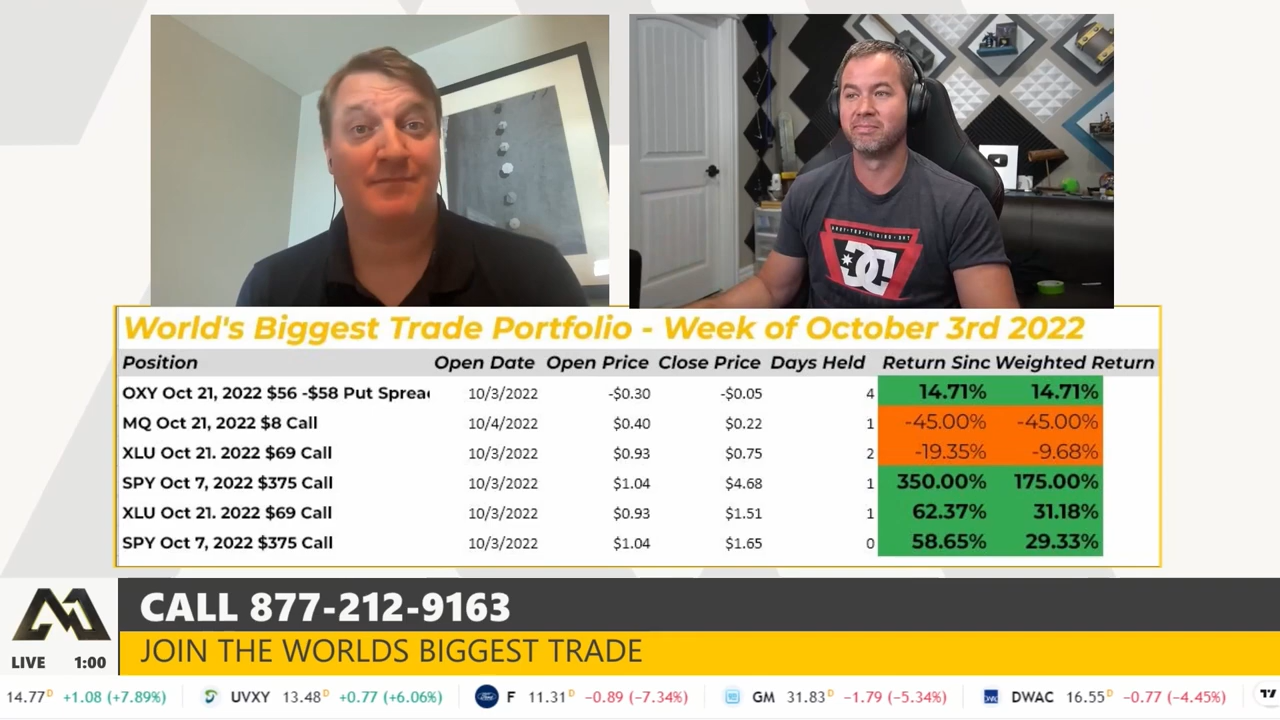 World's Biggest Trade Portfolio - Week of October 3rd 2022
Position Open Date Open Price Close Price Days Held Return Sinc Weighted Return
OXY Oct 21, 2022 $56 -$58 Put Sprea 10/3/2022 -$0.30 -$0.05 4 14.71% 14.71%
MQ Oct 21, 2022 $8 Call 10/4/2022 $0.40 $0.22 1 -45.00% -45.00%
XLU Oct 21. 2022 $69 Call 10/3/2022 $0.93 $0.75 2 -19.35% -9.68%
SPY Oct 7, 2022 $375 Call 10/3/2022 $1.04 $4.68 1 350.00% 175.00%
XLU Oct 21. 2022 $69 Call 10/3/2022 $0.93 $1.51 1 62.37% 31.18%
SPY Oct 7, 2022 $375 Call 10/3/2022 $1.04 $1.65 0 58.65% 29.33%
CALL 877-212-9163
JOIN THE WORLDS BIGGEST TRADE
LIVE 1:00
14.77D +1.08 (+7.89%) UVXY 13.48D +0.77 (+6.06%) Ford F 11.31D −0.89 (−7.34%) GM 31.83D −1.79 (−5.34%) DWAC 16.55D −0.77 (−4.45%)